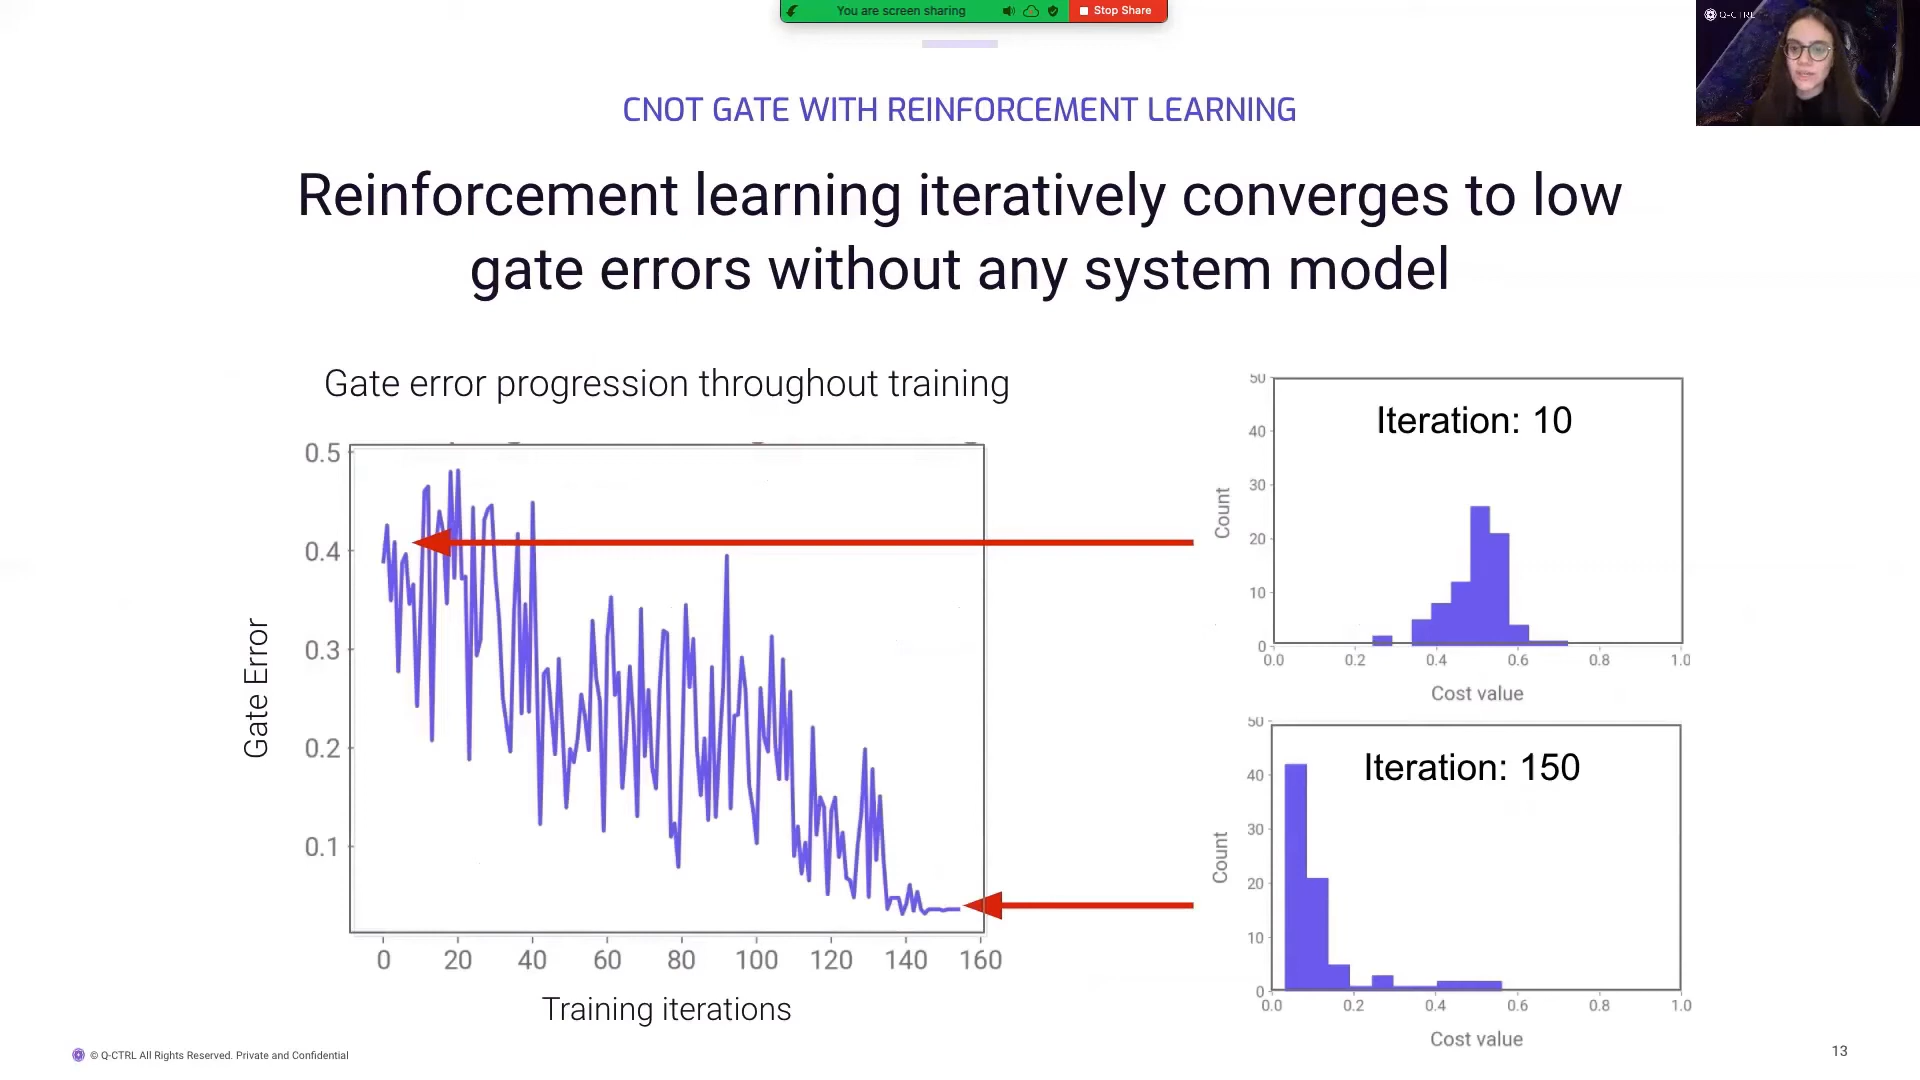 You are screen sharing
Stop Share
Q-CTRL
CNOT GATE WITH REINFORCEMENT LEARNING
Reinforcement learning iteratively converges to low
gate errors without any system model
Gate error progression throughout training
0.5
0.4
0.3
0.2
0.1
Gate Error
0 20 40 60 80 100 120 140 160
Training iterations
50
40
30
20
10
0
Count
Iteration: 10
0.0 0.2 0.4 0.6 0.8 1.0
Cost value
50
40
30
20
10
0
Count
Iteration: 150
0.0 0.2 0.4 0.6 0.8 1.0
Cost value
© Q-CTRL All Rights Reserved. Private and Confidential
13